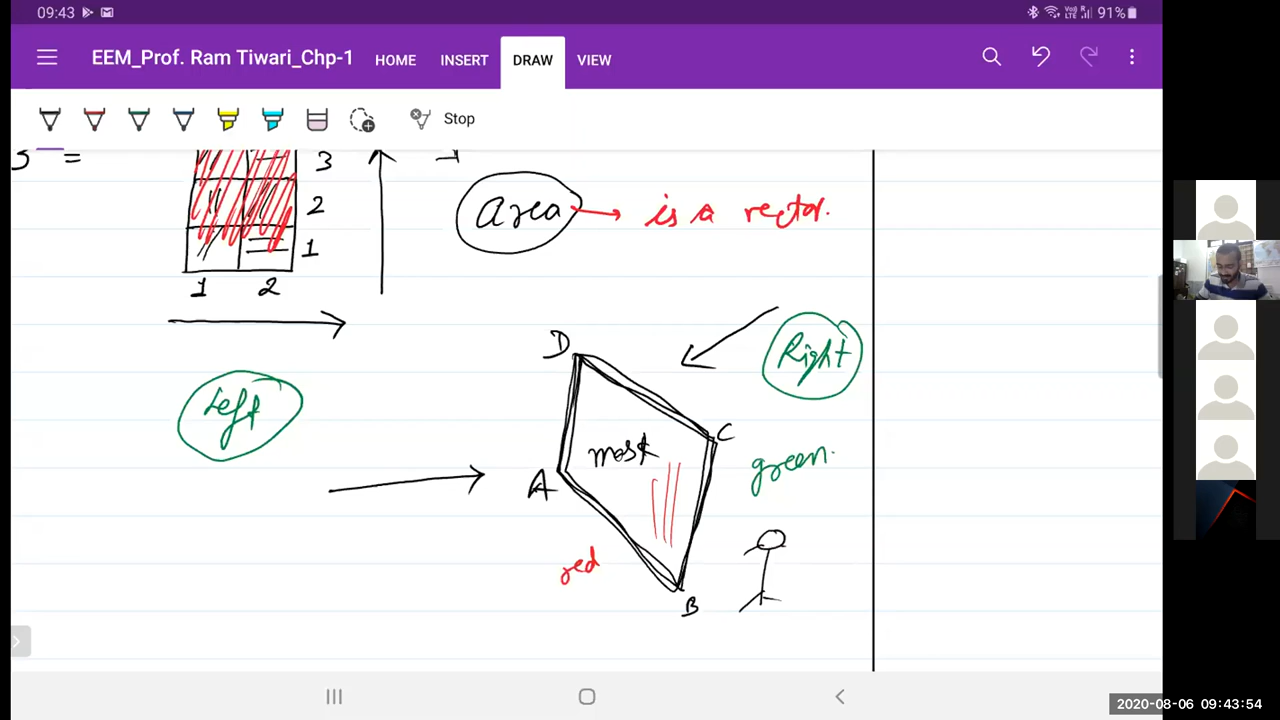 09:43
91%
EEM_Prof. Ram Tiwari_Chp-1 HOME INSERT DRAW VIEW
Stop
=
3
2
1
1 2
Area is a vector.
Left
Right
D
C
A
B
mask
green.
red
2020-08-06 09:43:54